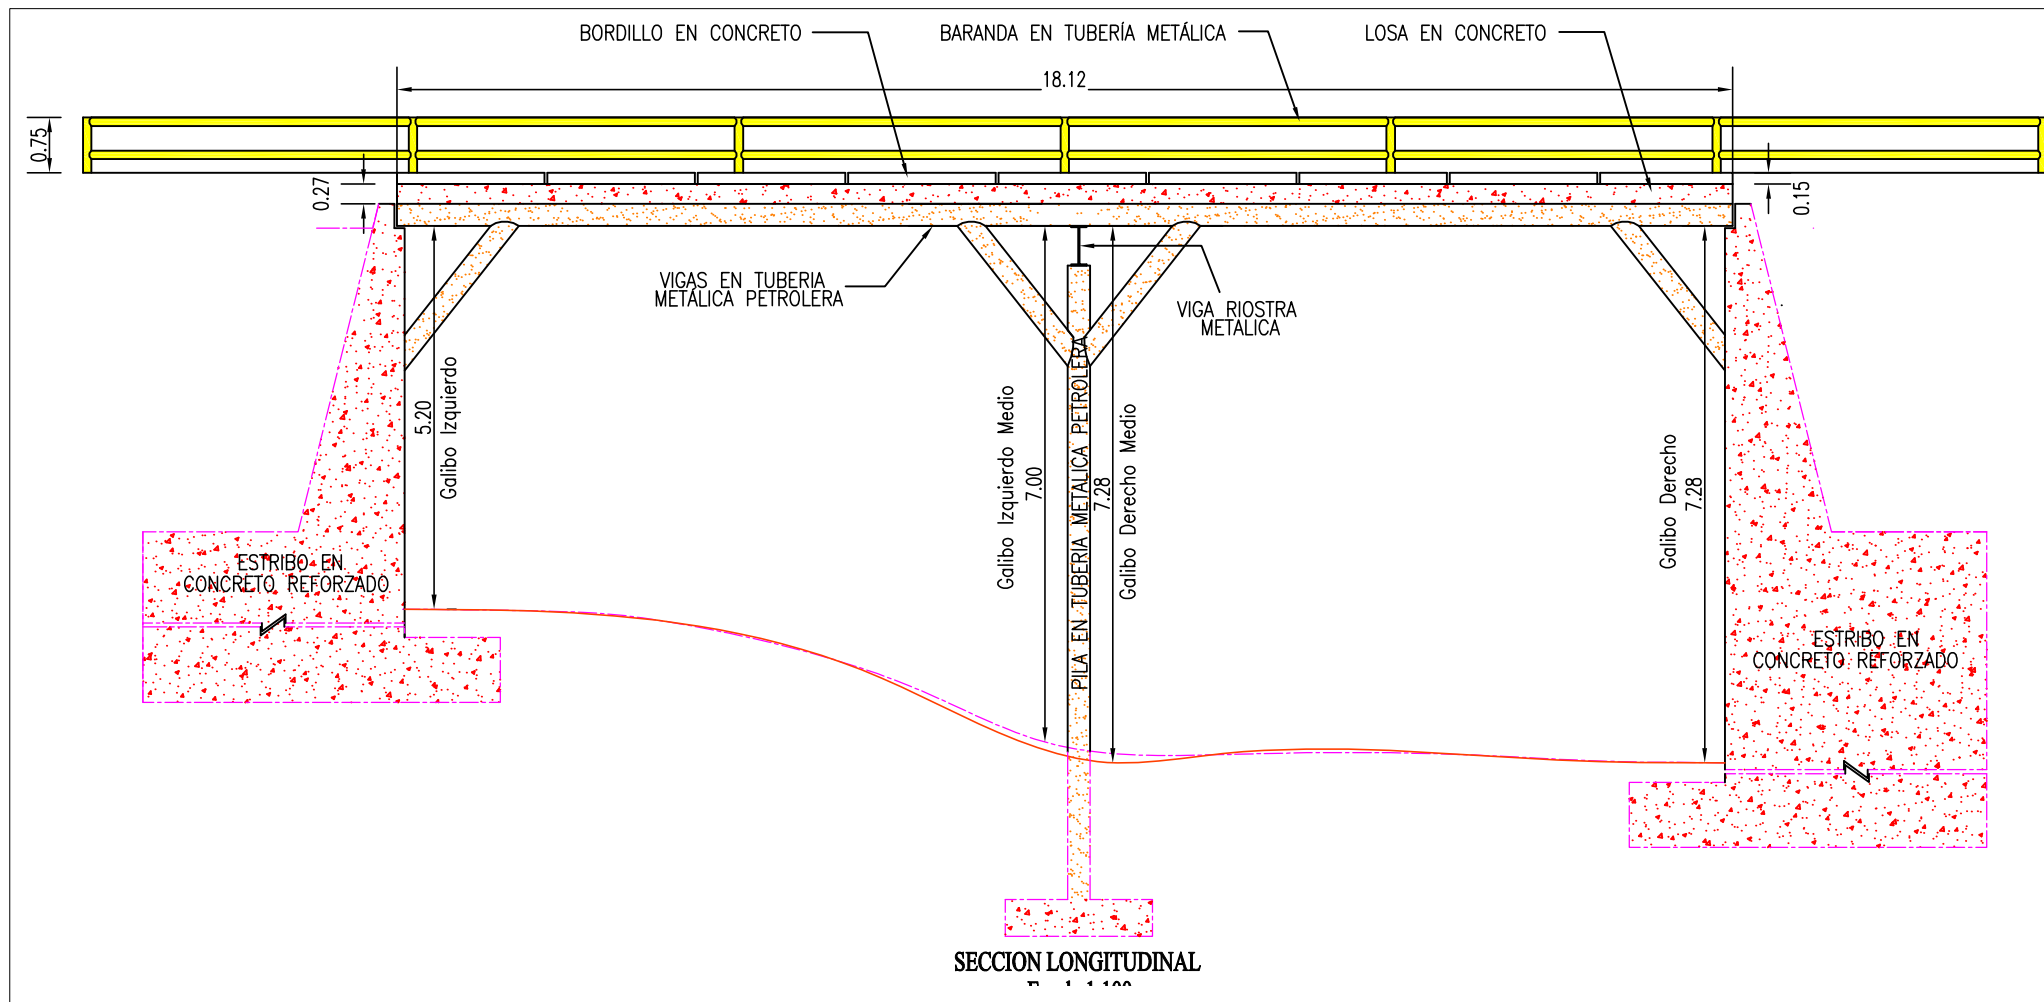 BORDILLO EN CONCRETO
BARANDA EN TUBERÍA METÁLICA
LOSA EN CONCRETO
18.12
0.75
0.27
0.15
VIGAS EN TUBERIA
METÁLICA PETROLERA
VIGA RIOSTRA
METALICA
5.20
Galibo Izquierdo
Galibo Izquierdo Medio
7.00
PILA EN TUBERIA METALICA PETROLERA
7.28
Galibo Derecho Medio
Galibo Derecho
7.28
ESTRIBO EN
CONCRETO REFORZADO
ESTRIBO EN
CONCRETO REFORZADO
SECCION LONGITUDINAL